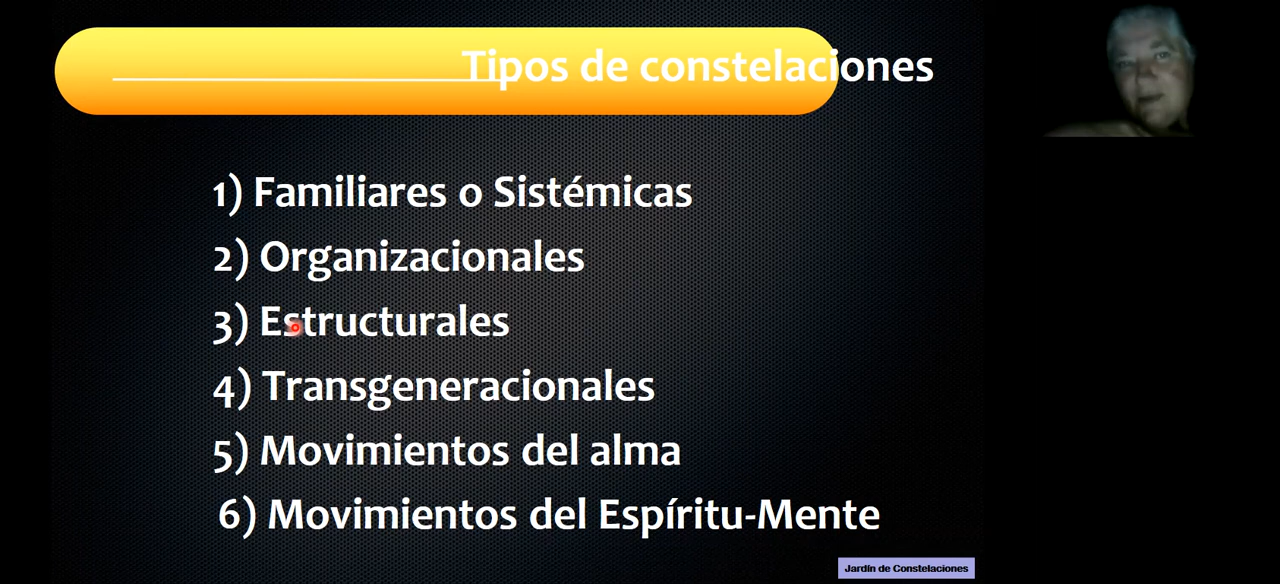 Tipos de constelaciones
1) Familiares o Sistémicas
2) Organizacionales
3) Estructurales
4) Transgeneracionales
5) Movimientos del alma
6) Movimientos del Espíritu-Mente
Jardín de Constelaciones